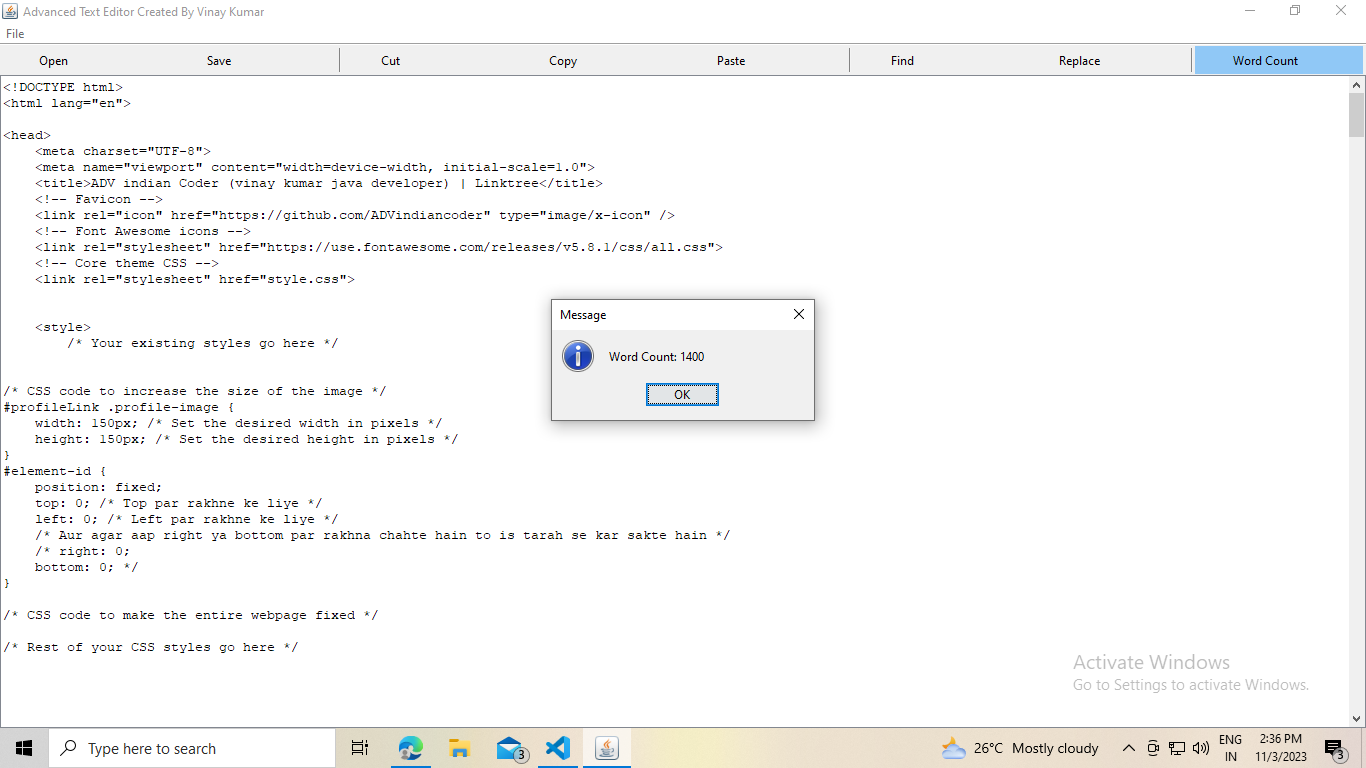 Advanced Text Editor Created By Vinay Kumar
File
Open Save Cut Copy Paste Find Replace Word Count
<!DOCTYPE html>
<html lang="en">
<head>
<meta charset="UTF-8">
<meta name="viewport" content="width=device-width, initial-scale=1.0">
<title>ADV indian Coder (vinay kumar java developer) | Linktree</title>
<!-- Favicon -->
<link rel="icon" href="https://github.com/ADVindiancoder" type="image/x-icon" />
<!-- Font Awesome icons -->
<link rel="stylesheet" href="https://use.fontawesome.com/releases/v5.8.1/css/all.css">
<!-- Core theme CSS -->
<link rel="stylesheet" href="style.css">
<style>
/* Your existing styles go here */
/* CSS code to increase the size of the image */
#profileLink .profile-image {
width: 150px; /* Set the desired width in pixels */
height: 150px; /* Set the desired height in pixels */
}
#element-id {
position: fixed;
top: 0; /* Top par rakhne ke liye */
left: 0; /* Left par rakhne ke liye */
/* Aur agar aap right ya bottom par rakhna chahte hain to is tarah se kar sakte hain */
/* right: 0;
bottom: 0; */
}
/* CSS code to make the entire webpage fixed */
/* Rest of your CSS styles go here */
Message
Word Count: 1400
OK
Activate Windows
Go to Settings to activate Windows.
Type here to search
3
26°C Mostly cloudy
ENG
IN
2:36 PM
11/3/2023
3